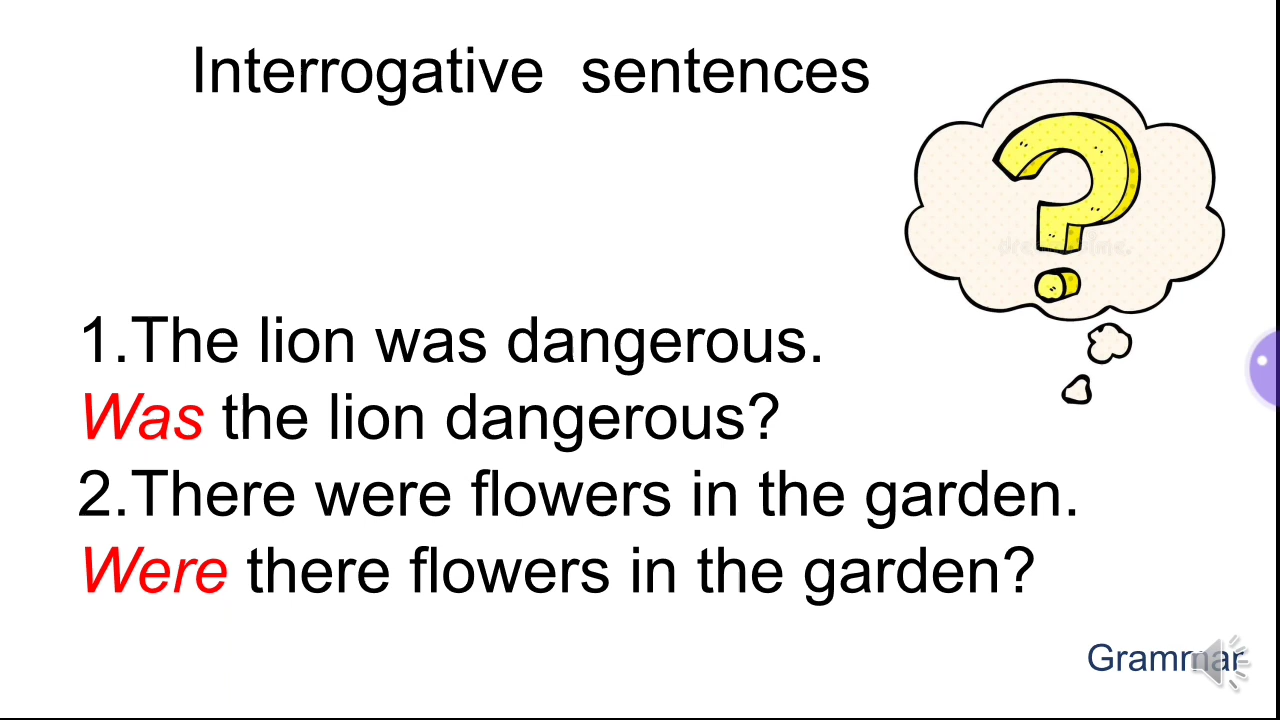 Interrogative sentences
1.The lion was dangerous.
Was the lion dangerous?
2.There were flowers in the garden.
Were there flowers in the garden?
Grammar